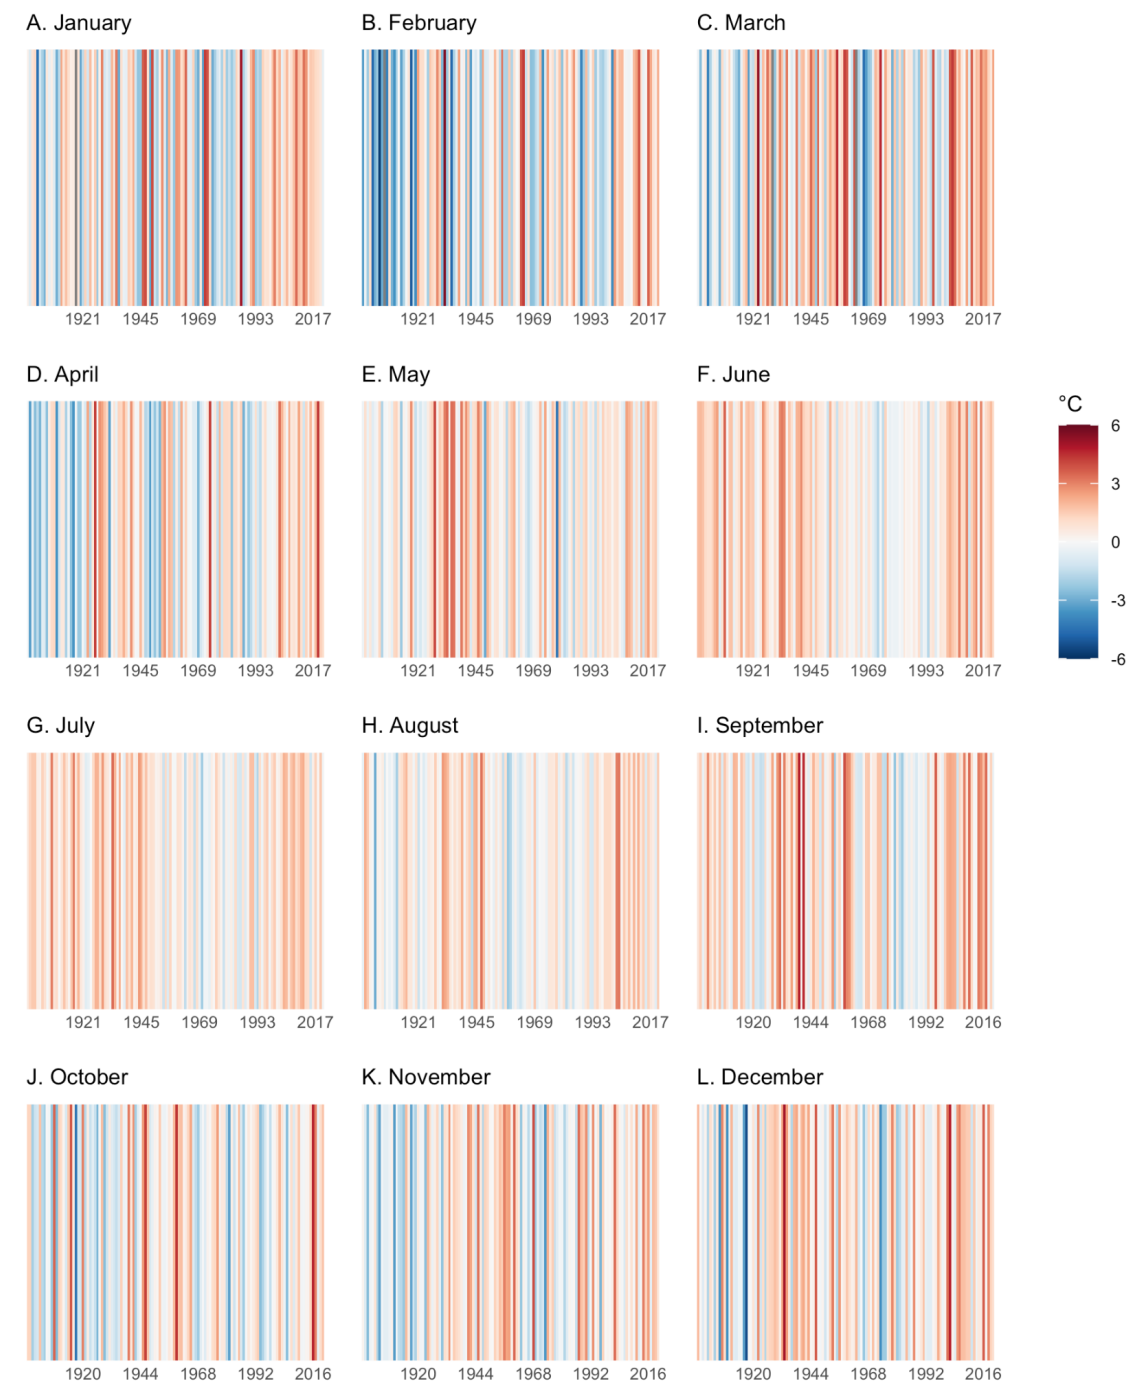 A. January
B. February
C. March
1921 1945 1969 1993 2017
1921 1945 1969 1993 2017
1921 1945 1969 1993 2017
D. April
E. May
F. June
1921 1945 1969 1993 2017
1921 1945 1969 1993 2017
1921 1945 1969 1993 2017
°C
6
3
0
-3
-6
G. July
H. August
I. September
1921 1945 1969 1993 2017
1921 1945 1969 1993 2017
1920 1944 1968 1992 2016
J. October
K. November
L. December
1920 1944 1968 1992 2016
1920 1944 1968 1992 2016
1920 1944 1968 1992 2016